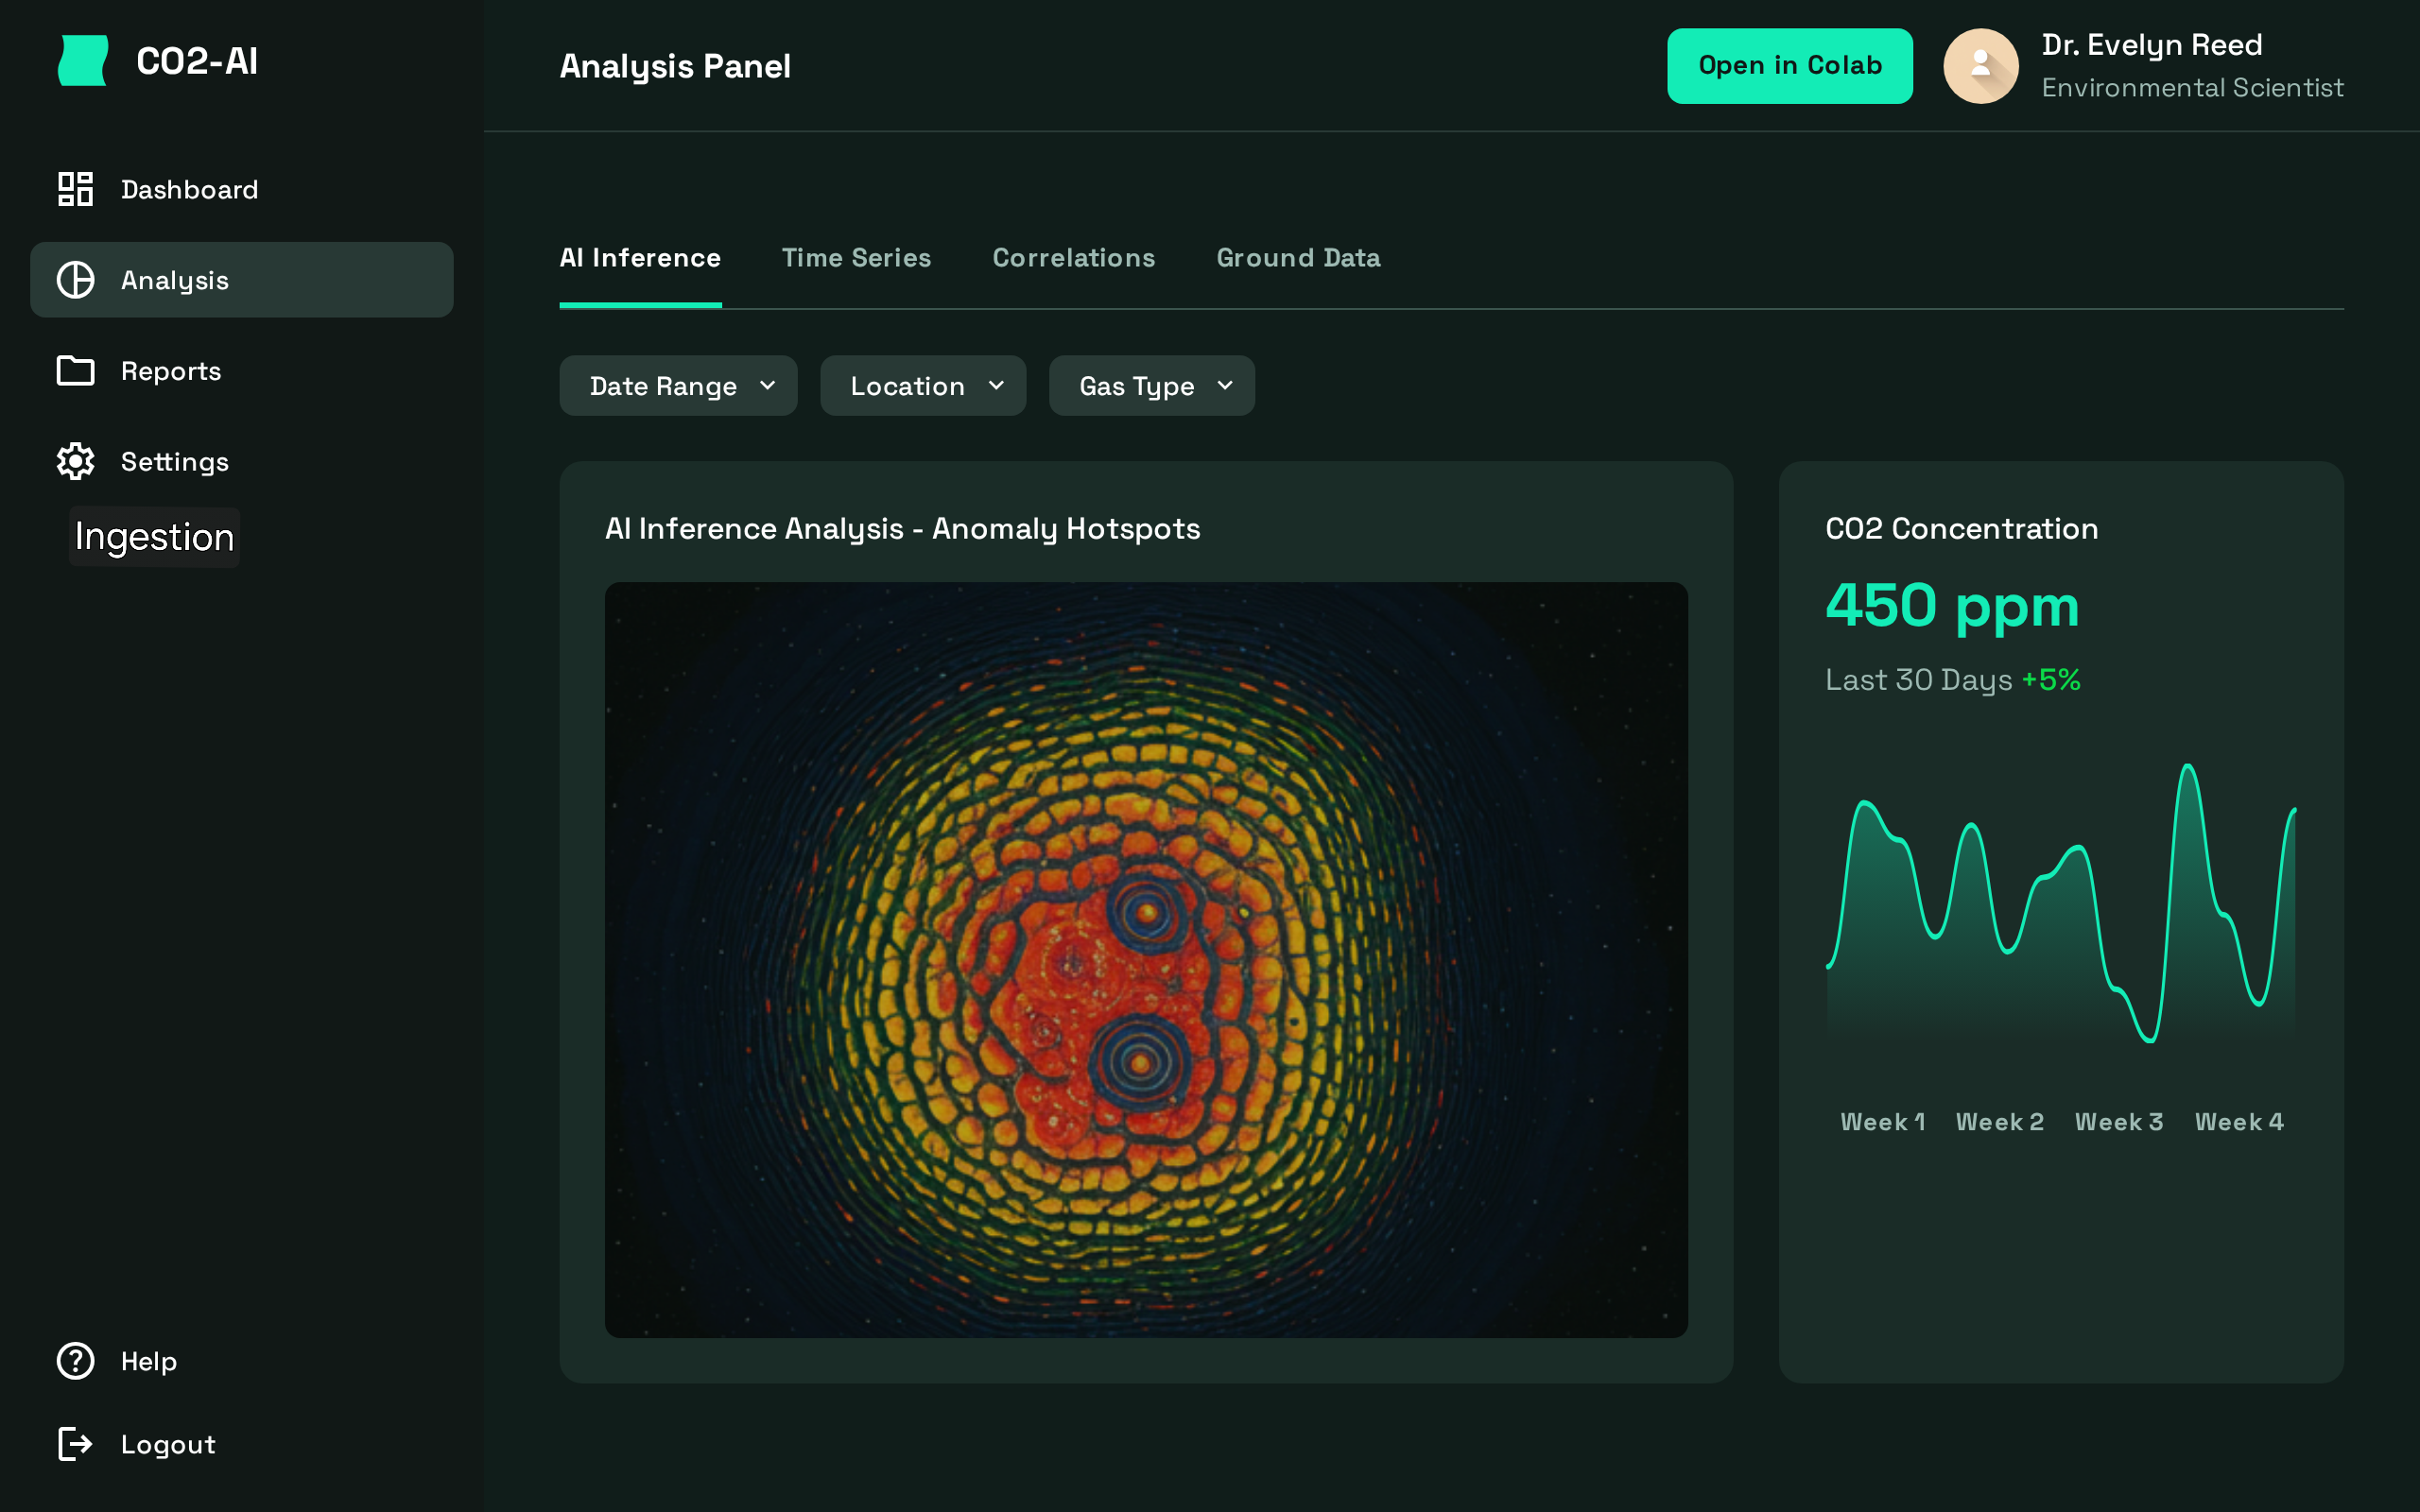 CO2-AI
Dashboard
Analysis
Reports
Settings
Ingestion
Help
Logout
Analysis Panel
Open in Colab
Dr. Evelyn Reed
Environmental Scientist
AI Inference
Time Series
Correlations
Ground Data
Date Range
Location
Gas Type
AI Inference Analysis - Anomaly Hotspots
CO2 Concentration
450 ppm
Last 30 Days +5%
Week 1
Week 2
Week 3
Week 4